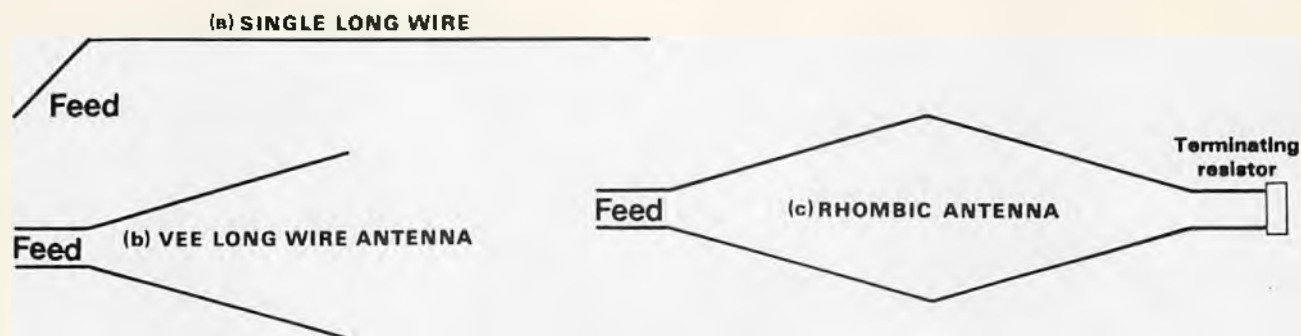 (a) SINGLE LONG WIRE
Feed
Feed
(b) VEE LONG WIRE ANTENNA
Feed
(c) RHOMBIC ANTENNA
Terminating
resistor